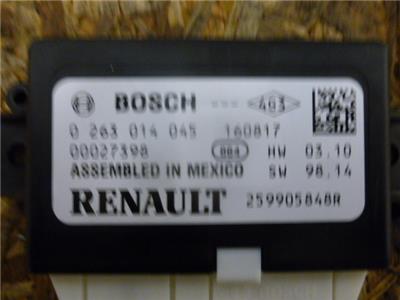 BOSCH 493
0 263 014 045 160817
00027398 004 HW 03.10
ASSEMBLED IN MEXICO SW 98.14
RENAULT 259905848R